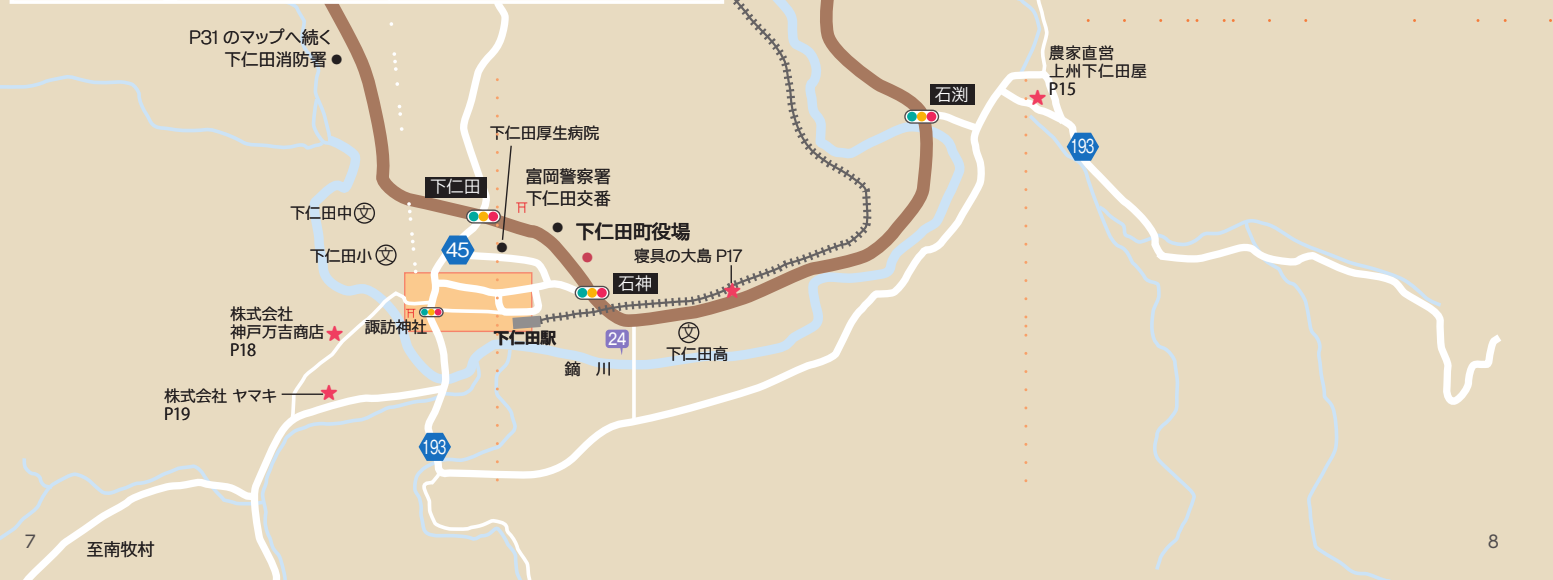 P31 のマップへ続く
下仁田消防署
農家直営
上州下仁田屋
P15
石渕
193
下仁田厚生病院
下仁田
富岡警察署
下仁田交番
下仁田中 文
下仁田町役場
下仁田小 文
45
寝具の大島 P17
石神
株式会社
神戸万吉商店
P18
諏訪神社
下仁田駅
24
文
下仁田高
鏑 川
株式会社 ヤマキ
P19
193
7
至南牧村
8